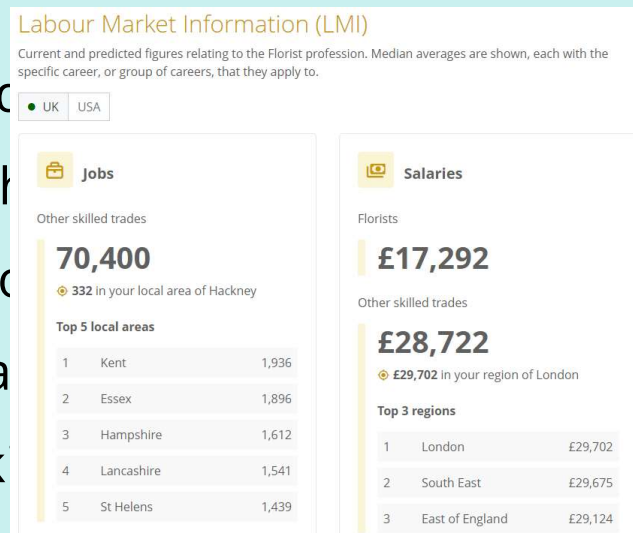 Labour Market Information (LMI)
Current and predicted figures relating to the Florist profession. Median averages are shown, each with the
specific career, or group of careers, that they apply to.
UK USA
Jobs
Other skilled trades
70,400
332 in your local area of Hackney
Top 5 local areas
1 Kent 1,936
2 Essex 1,896
3 Hampshire 1,612
4 Lancashire 1,541
5 St Helens 1,439
Salaries
Florists
£17,292
Other skilled trades
£28,722
£29,702 in your region of London
Top 3 regions
1 London £29,702
2 South East £29,675
3 East of England £29,124